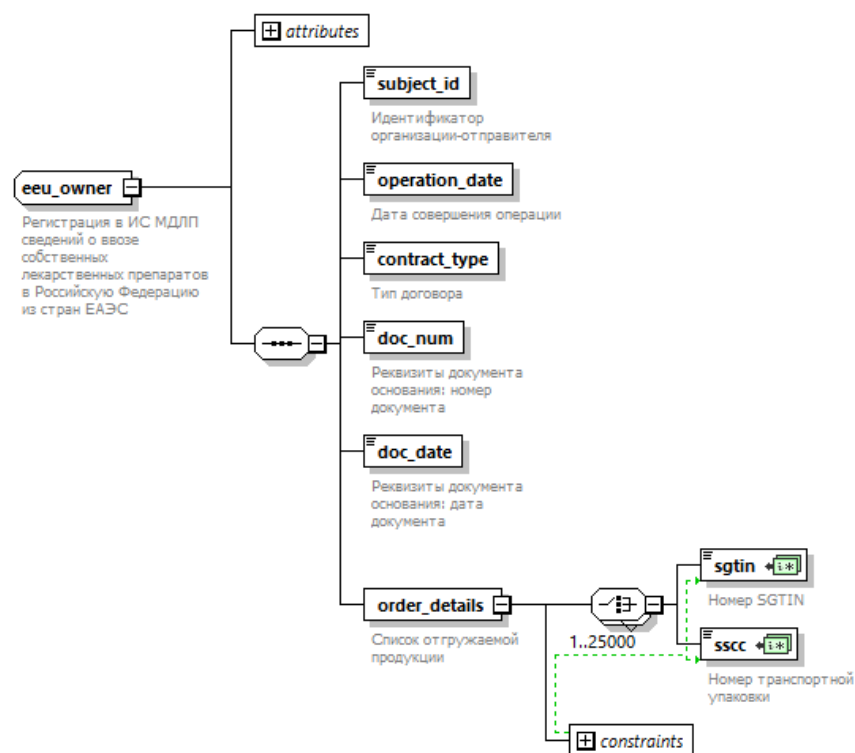 attributes
subject_id
Идентификатор
организации-отправителя
eeu_owner
Регистрация в ИС МДЛП
сведений о ввозе
собственных
лекарственных препаратов
в Российскую Федерацию
из стран ЕАЭС
operation_date
Дата совершения операции
contract_type
Тип договора
doc_num
Реквизиты документа
основания: номер
документа
doc_date
Реквизиты документа
основания: дата
документа
order_details
Список отгружаемой
продукции
1..25000
sgtin
Номер SGTIN
sscc
Номер транспортной
упаковки
constraints